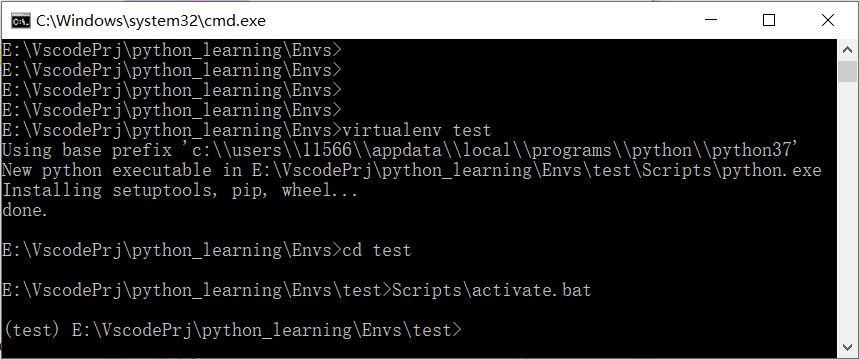 C:\Windows\system32\cmd.exe
E:\VscodePrj\python_learning\Envs>
E:\VscodePrj\python_learning\Envs>
E:\VscodePrj\python_learning\Envs>
E:\VscodePrj\python_learning\Envs>
E:\VscodePrj\python_learning\Envs>virtualenv test
Using base prefix 'c:\\users\\11566\\appdata\\local\\programs\\python\\python37'
New python executable in E:\VscodePrj\python_learning\Envs\test\Scripts\python.exe
Installing setuptools, pip, wheel...
done.
E:\VscodePrj\python_learning\Envs>cd test
E:\VscodePrj\python_learning\Envs\test>Scripts\activate.bat
(test) E:\VscodePrj\python_learning\Envs\test>